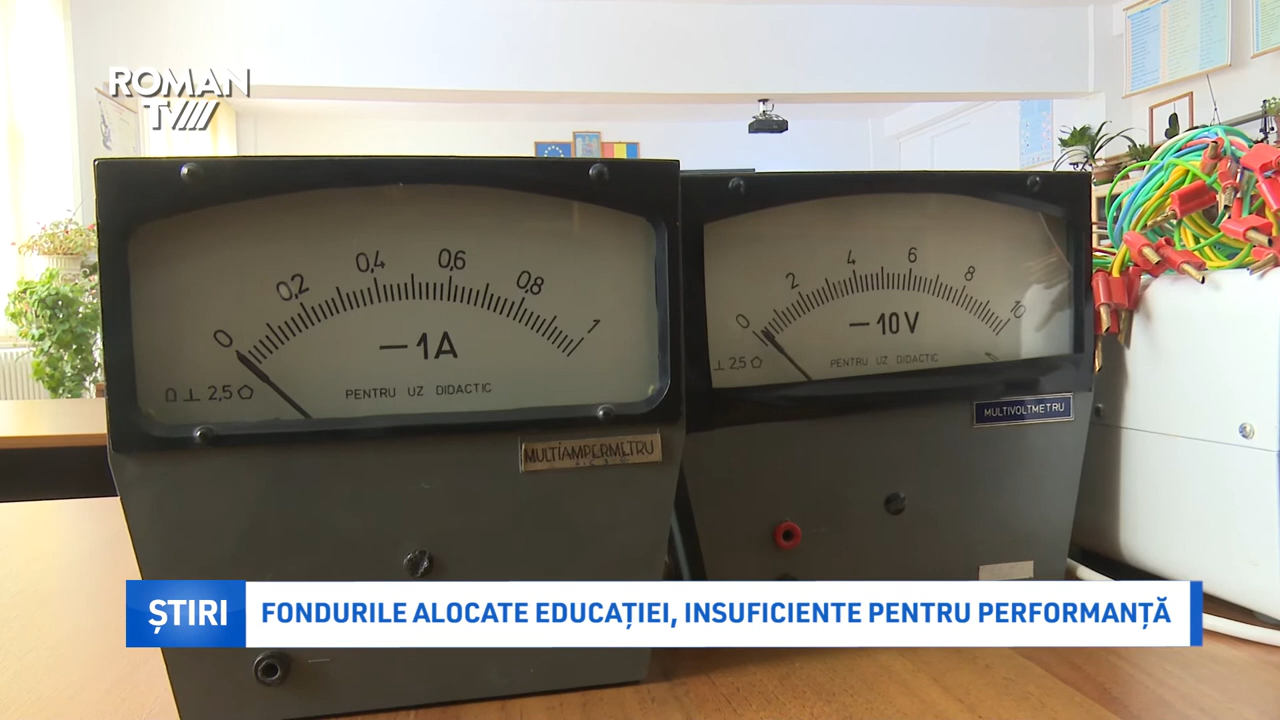 ROMAN
TV
0 0,2 0,4 0,6 0,8 1
— 1A
2,5
PENTRU UZ DIDACTIC
MULTIAMPERMETRU
0 2 4 6 8 10
— 10V
2,5
PENTRU UZ DIDACTIC
MULTIVOLTMETRU
ȘTIRI
FONDURILE ALOCATE EDUCAȚIEI, INSUFICIENTE PENTRU PERFORMANȚĂ